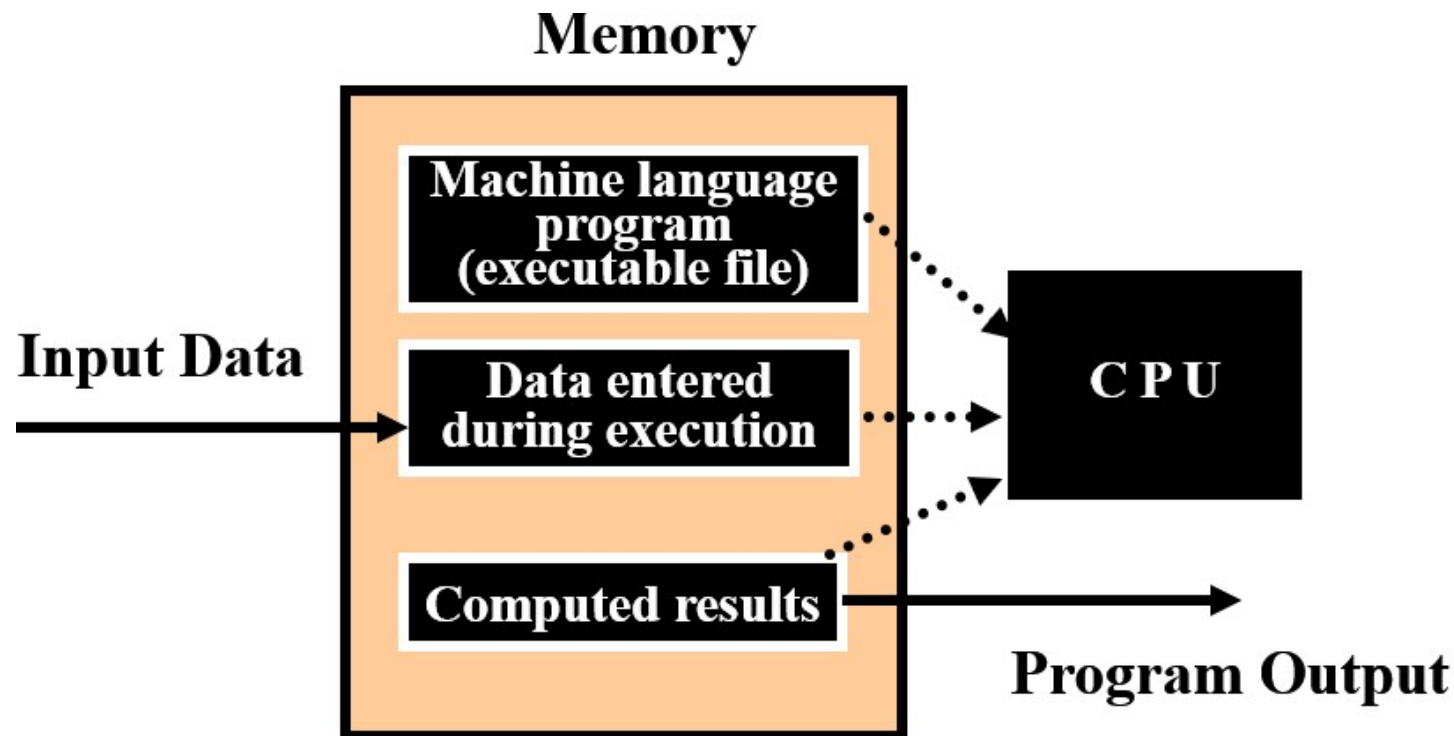 Memory
Machine language
program
(executable file)
Input Data
Data entered
during execution
C P U
Computed results
Program Output